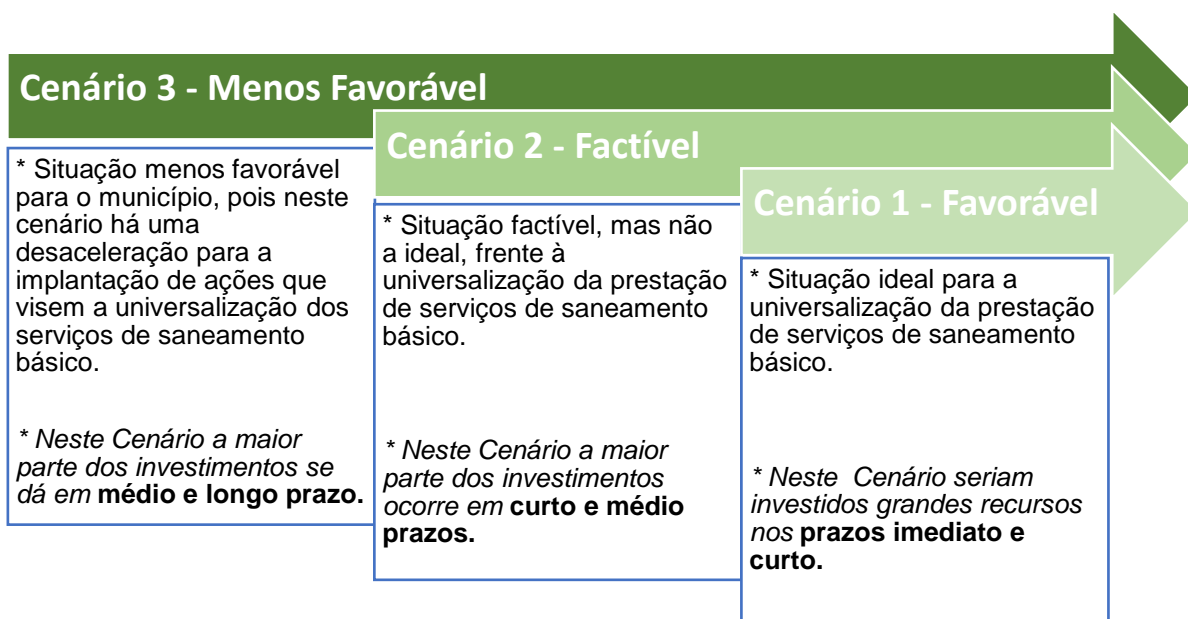 Cenário 3 - Menos Favorável
* Situação menos favorável
para o município, pois neste
cenário há uma
desaceleração para a
implantação de ações que
visem a universalização dos
serviços de saneamento
básico.
* Neste Cenário a maior
parte dos investimentos se
dá em médio e longo prazo.
Cenário 2 - Factível
* Situação factível, mas não
a ideal, frente à
universalização da prestação
de serviços de saneamento
básico.
* Neste Cenário a maior
parte dos investimentos
ocorre em curto e médio
prazos.
Cenário 1 - Favorável
* Situação ideal para a
universalização da prestação
de serviços de saneamento
básico.
* Neste Cenário seriam
investidos grandes recursos
nos prazos imediato e
curto.